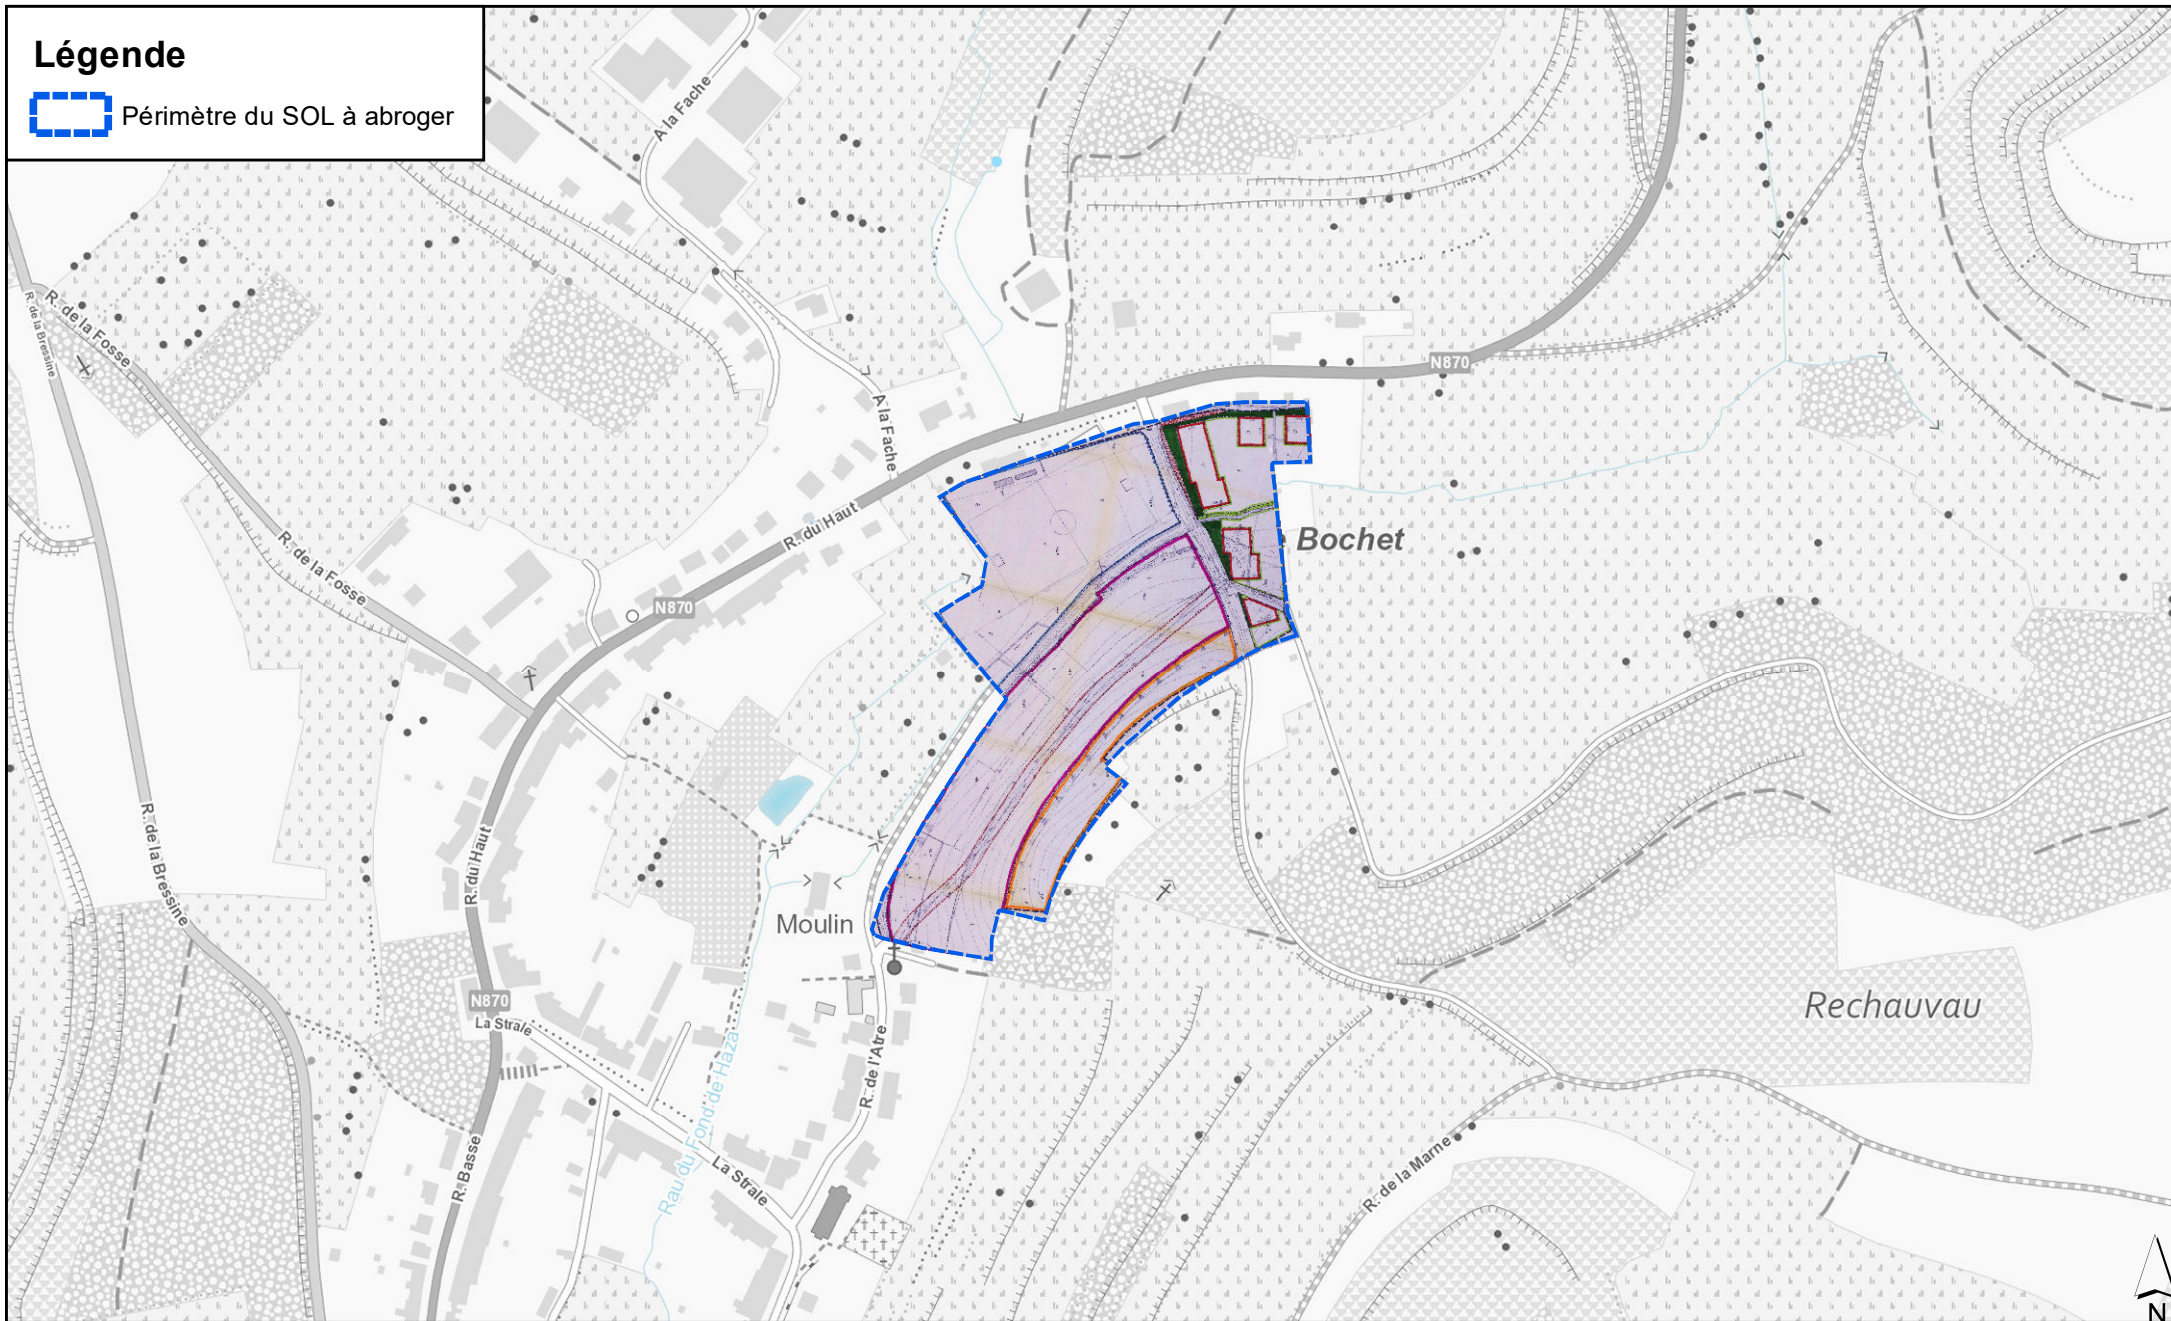 Légende
Périmètre du SOL à abroger
A la Fache
R. de la Bressine
R. de la Fosse
N870
A la Fache
R. du Haut
Bochet
R. de la Fosse
N870
R. de la Bressine
R. du Haut
Moulin
N870
La Strale
Rechauvau
R. de l'Atre
Rau du Fond de Haza
R. Basse
La Strale
R. de la Marne
N